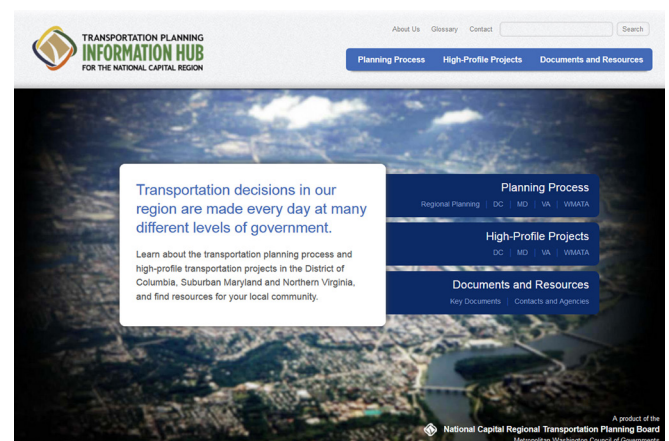 TRANSPORTATION PLANNING
INFORMATION HUB
FOR THE NATIONAL CAPITAL REGION
About Us Glossary Contact Search
Planning Process High-Profile Projects Documents and Resources
Transportation decisions in our
region are made every day at many
different levels of government.
Learn about the transportation planning process and
high-profile transportation projects in the District of
Columbia, Suburban Maryland and Northern Virginia,
and find resources for your local community.
Planning Process
Regional Planning | DC | MD | VA | WMATA
High-Profile Projects
DC | MD | VA | WMATA
Documents and Resources
Key Documents | Contacts and Agencies
A product of the
National Capital Regional Transportation Planning Board
Metropolitan Washington Council of Governments